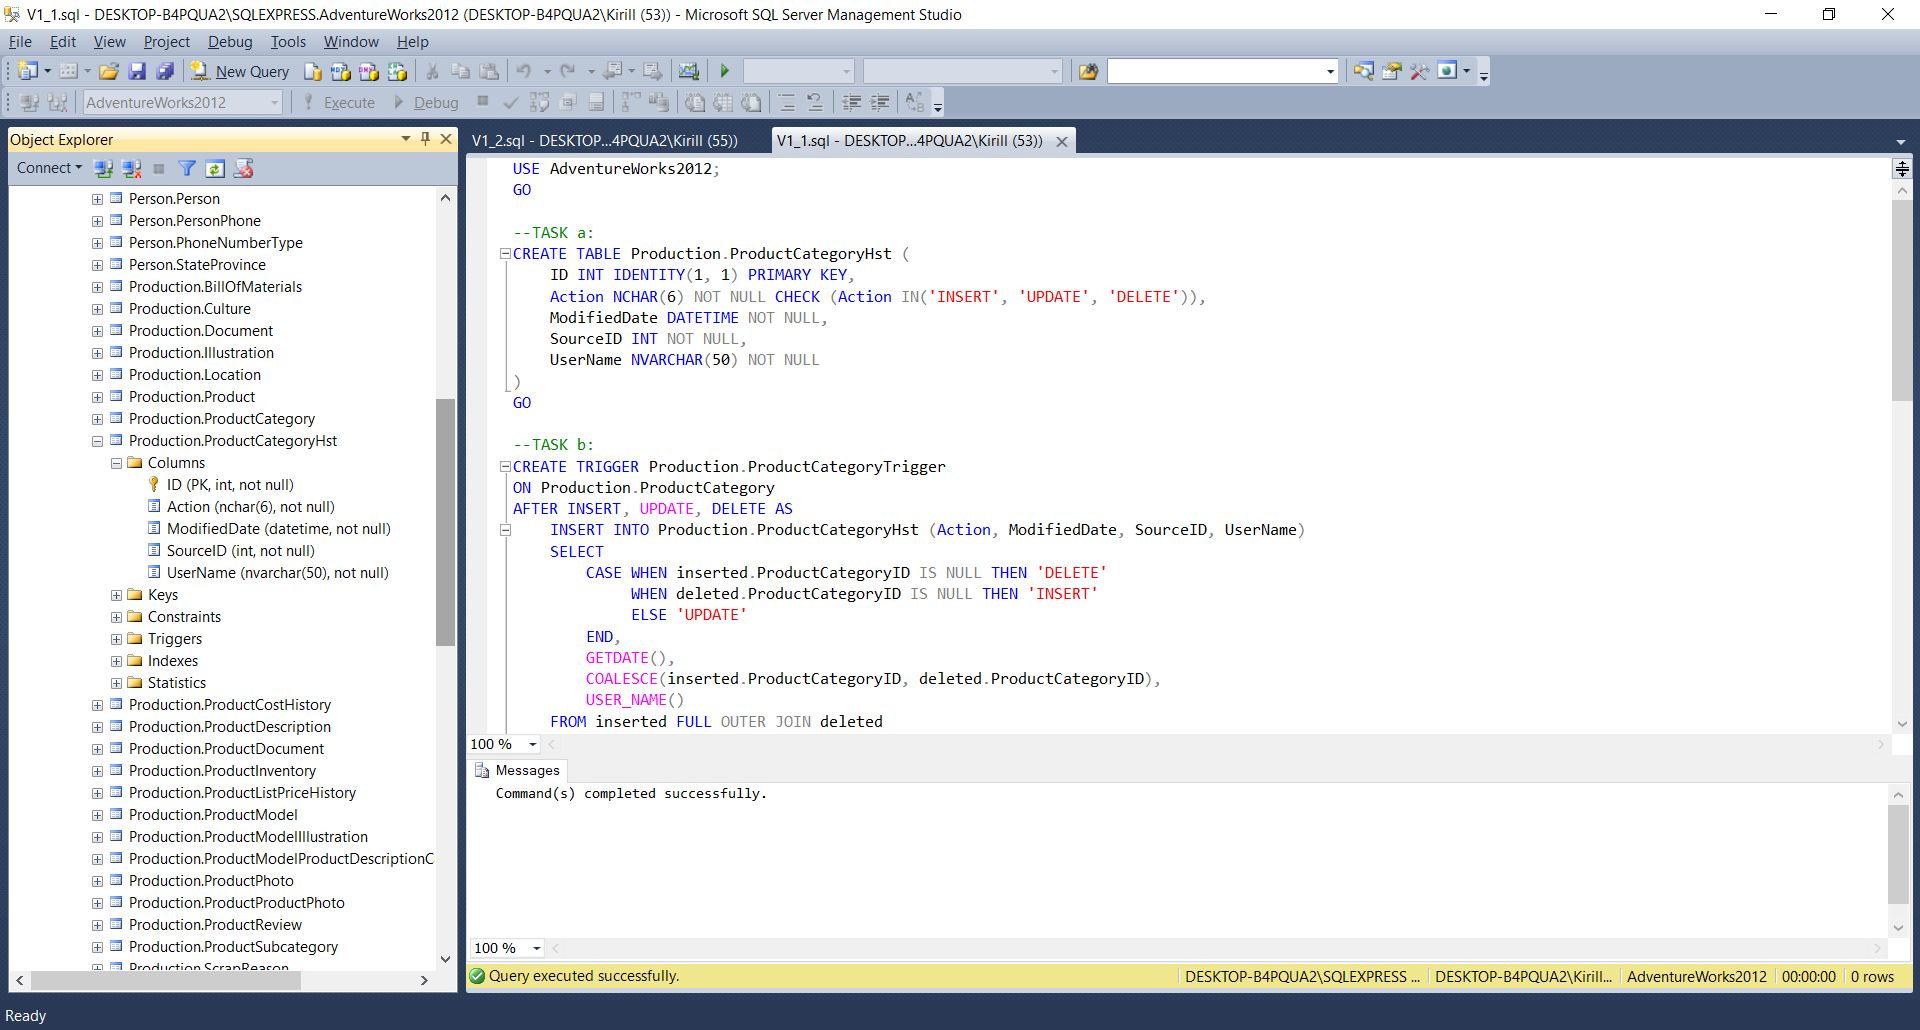 V1_1.sql - DESKTOP-B4PQUA2\SQLEXPRESS.AdventureWorks2012 (DESKTOP-B4PQUA2\Kirill (53)) - Microsoft SQL Server Management Studio
File Edit View Project Debug Tools Window Help
New Query
AdventureWorks2012 Execute Debug
Object Explorer
Connect
Person.Person
Person.PersonPhone
Person.PhoneNumberType
Person.StateProvince
Production.BillOfMaterials
Production.Culture
Production.Document
Production.Illustration
Production.Location
Production.Product
Production.ProductCategory
Production.ProductCategoryHst
Columns
ID (PK, int, not null)
Action (nchar(6), not null)
ModifiedDate (datetime, not null)
SourceID (int, not null)
UserName (nvarchar(50), not null)
Keys
Constraints
Triggers
Indexes
Statistics
Production.ProductCostHistory
Production.ProductDescription
Production.ProductDocument
Production.ProductInventory
Production.ProductListPriceHistory
Production.ProductModel
Production.ProductModelIllustration
Production.ProductModelProductDescriptionC
Production.ProductPhoto
Production.ProductProductPhoto
Production.ProductReview
Production.ProductSubcategory
Production.ScrapReason
V1_2.sql - DESKTOP...4PQUA2\Kirill (55)) V1_1.sql - DESKTOP...4PQUA2\Kirill (53))
USE AdventureWorks2012;
GO
--TASK a:
CREATE TABLE Production.ProductCategoryHst (
ID INT IDENTITY(1, 1) PRIMARY KEY,
Action NCHAR(6) NOT NULL CHECK (Action IN('INSERT', 'UPDATE', 'DELETE')),
ModifiedDate DATETIME NOT NULL,
SourceID INT NOT NULL,
UserName NVARCHAR(50) NOT NULL
)
GO
--TASK b:
CREATE TRIGGER Production.ProductCategoryTrigger
ON Production.ProductCategory
AFTER INSERT, UPDATE, DELETE AS
INSERT INTO Production.ProductCategoryHst (Action, ModifiedDate, SourceID, UserName)
SELECT
CASE WHEN inserted.ProductCategoryID IS NULL THEN 'DELETE'
WHEN deleted.ProductCategoryID IS NULL THEN 'INSERT'
ELSE 'UPDATE'
END,
GETDATE(),
COALESCE(inserted.ProductCategoryID, deleted.ProductCategoryID),
USER_NAME()
FROM inserted FULL OUTER JOIN deleted
100 %
Messages
Command(s) completed successfully.
100 %
Query executed successfully. DESKTOP-B4PQUA2\SQLEXPRESS ... DESKTOP-B4PQUA2\Kirill... AdventureWorks2012 00:00:00 0 rows
Ready